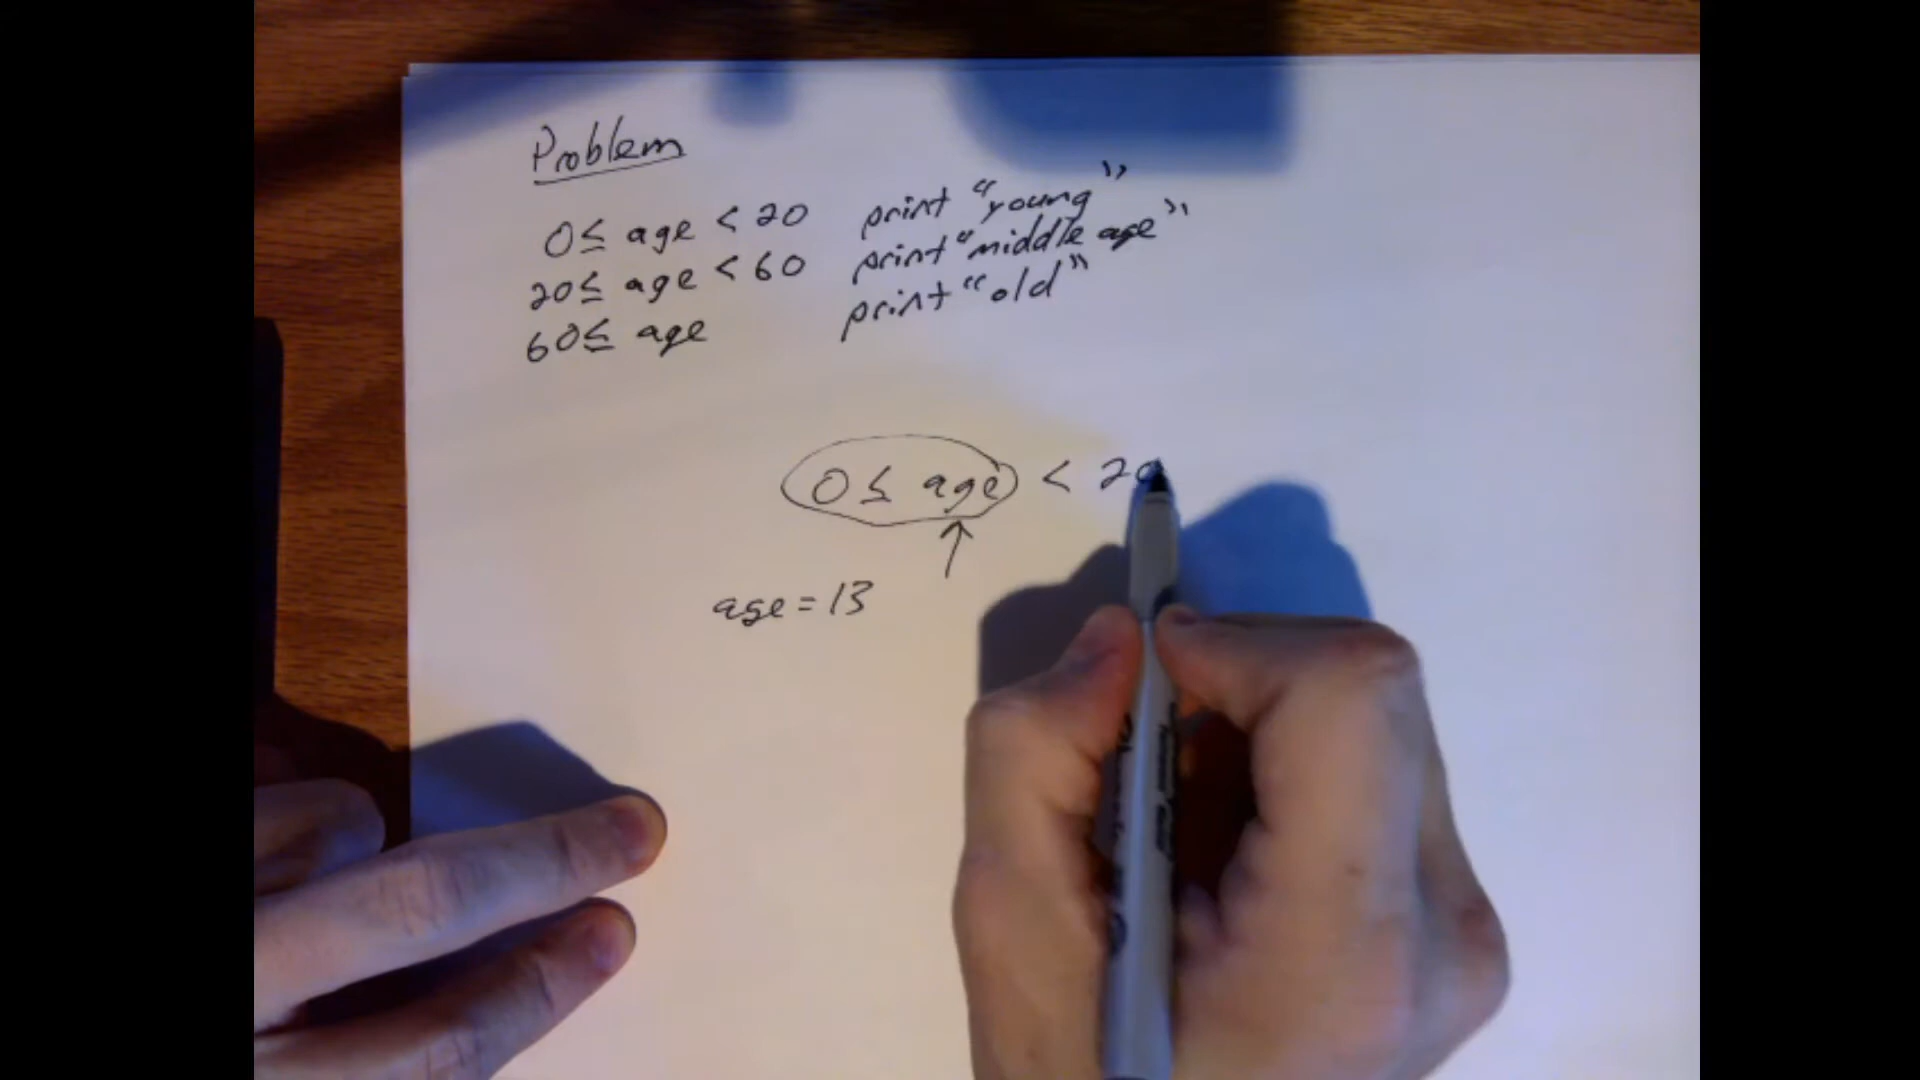 Problem
0≤ age < 20 print "young"
20≤ age < 60 print "middle age"
60≤ age print "old"
0 ≤ age < 20
age = 13